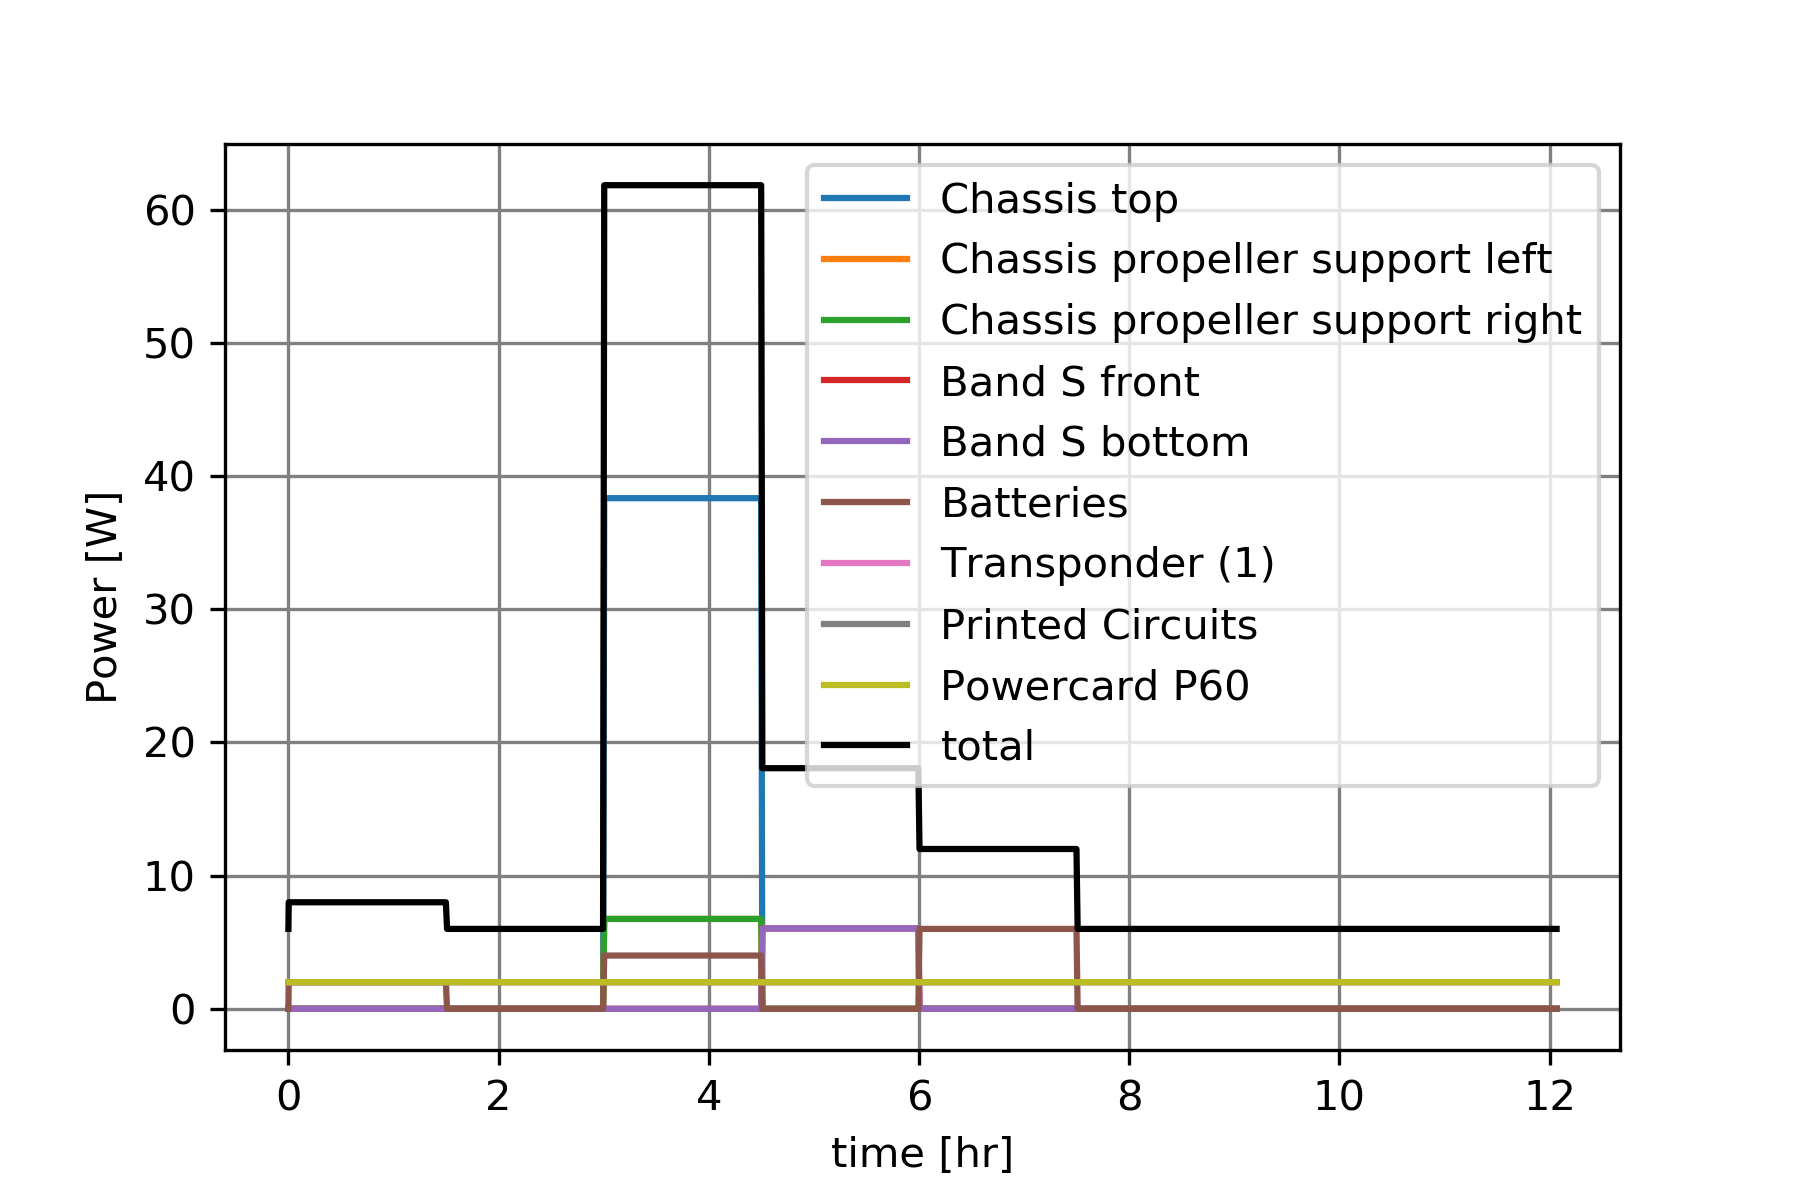 60
50
40
30
20
10
0
Power [W]
Chassis top
Chassis propeller support left
Chassis propeller support right
Band S front
Band S bottom
Batteries
Transponder (1)
Printed Circuits
Powercard P60
total
0 2 4 6 8 10 12
time [hr]